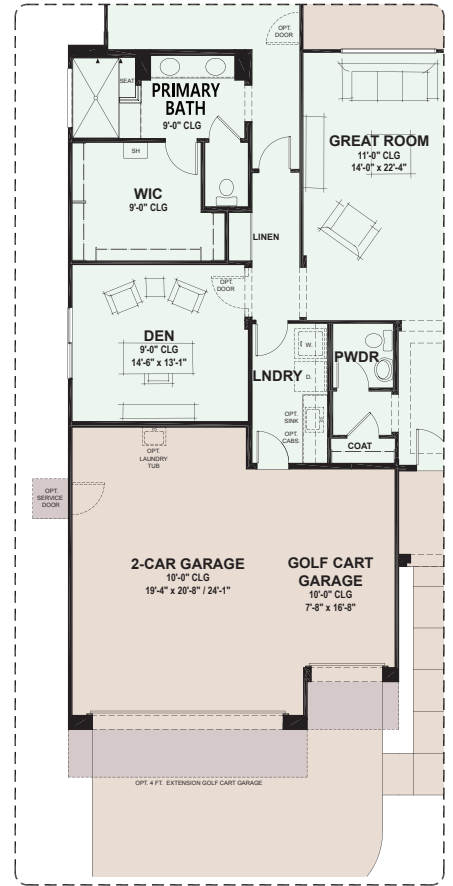 OPT.
DOOR
SEAT
PRIMARY
BATH
9'-0" CLG
GREAT ROOM
11'-0" CLG
14'-0" x 22'-4"
SH
WIC
9'-0" CLG
LINEN
OPT.
DOOR
DEN
9'-0" CLG
14'-6" x 13'-1"
W.
D.
LNDRY
PWDR
OPT.
SINK
OPT.
CABS.
COAT
OPT.
LAUNDRY
TUB
OPT.
SERVICE
DOOR
2-CAR GARAGE
10'-0" CLG
19'-4" x 20'-8" / 24'-1"
GOLF CART
GARAGE
10'-0" CLG
7'-8" x 16'-8"
OPT. 4 FT. EXTENSION GOLF CART GARAGE